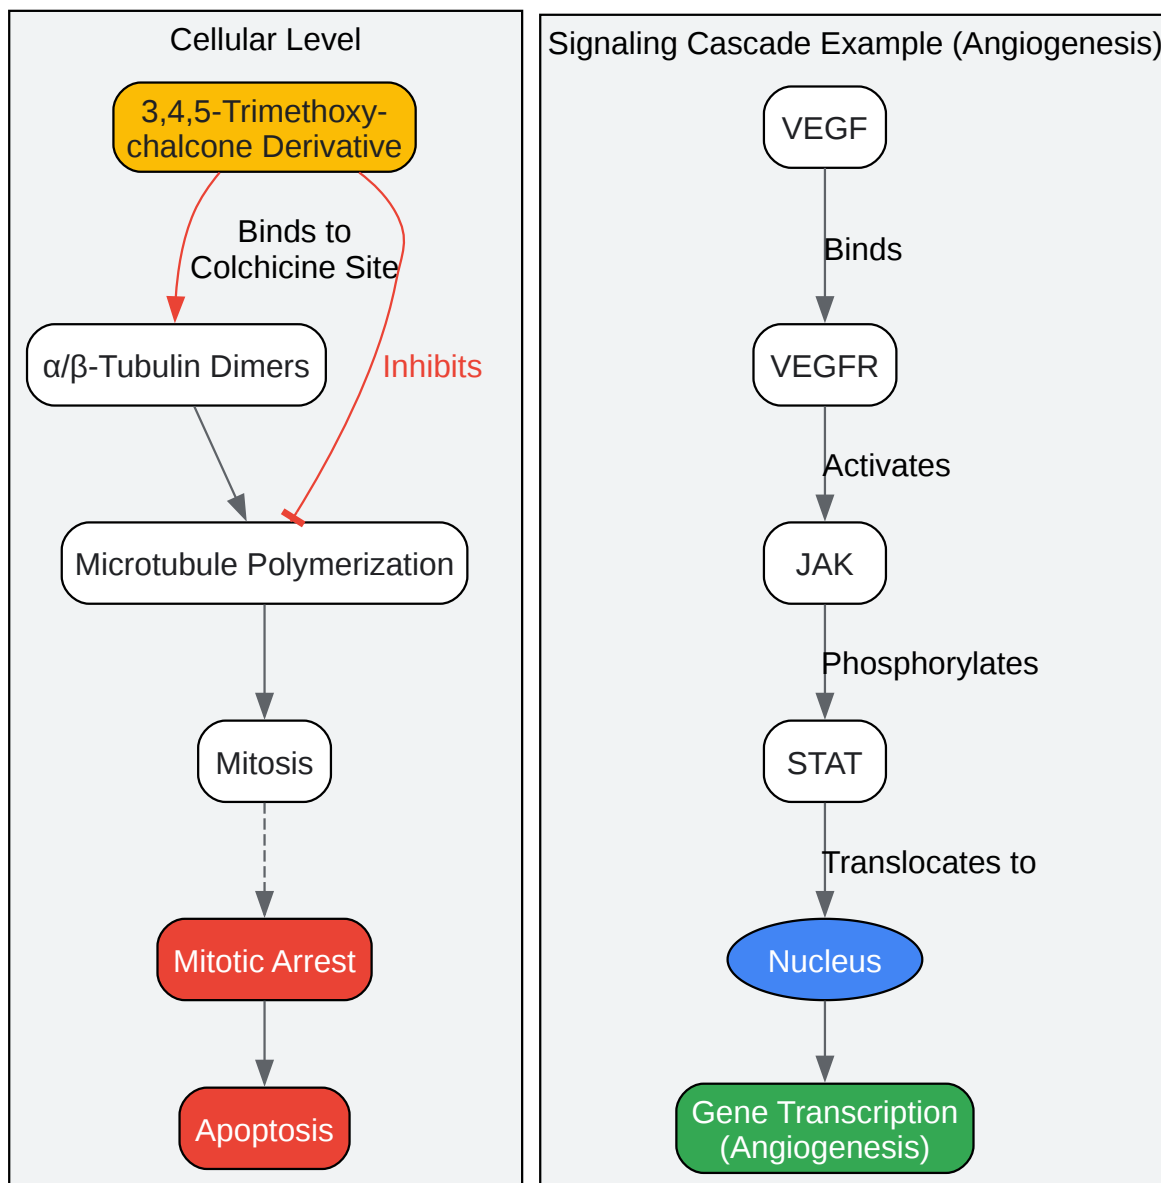 Cellular Level
3,4,5-Trimethoxy-
chalcone Derivative
Binds to
Colchicine Site
α/β-Tubulin Dimers
Inhibits
Microtubule Polymerization
Mitosis
Mitotic Arrest
Apoptosis
Signaling Cascade Example (Angiogenesis)
VEGF
Binds
VEGFR
Activates
JAK
Phosphorylates
STAT
Translocates to
Nucleus
Gene Transcription
(Angiogenesis)